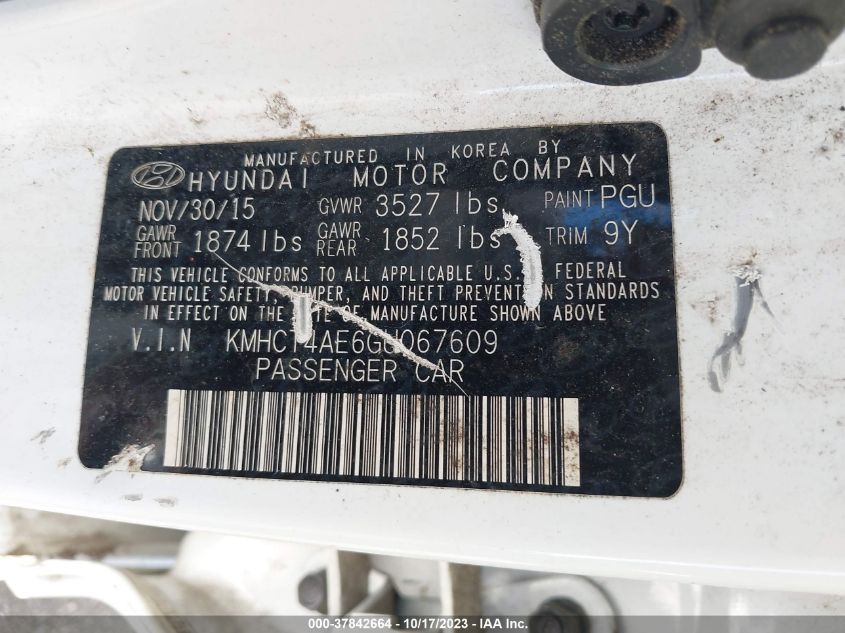 MANUFACTURED IN KOREA BY
HYUNDAI MOTOR COMPANY
NOV/30/15 GVWR 3527 lbs PAINT PGU
GAWR FRONT 1874 lbs GAWR REAR 1852 lbs TRIM 9Y
THIS VEHICLE CONFORMS TO ALL APPLICABLE U.S. FEDERAL
MOTOR VEHICLE SAFETY, BUMPER, AND THEFT PREVENTION STANDARDS
IN EFFECT ON THE DATE OF MANUFACTURE SHOWN ABOVE
V.I.N KMHCT4AE6GU067609
PASSENGER CAR
000-37842664 - 10/17/2023 - IAA Inc.